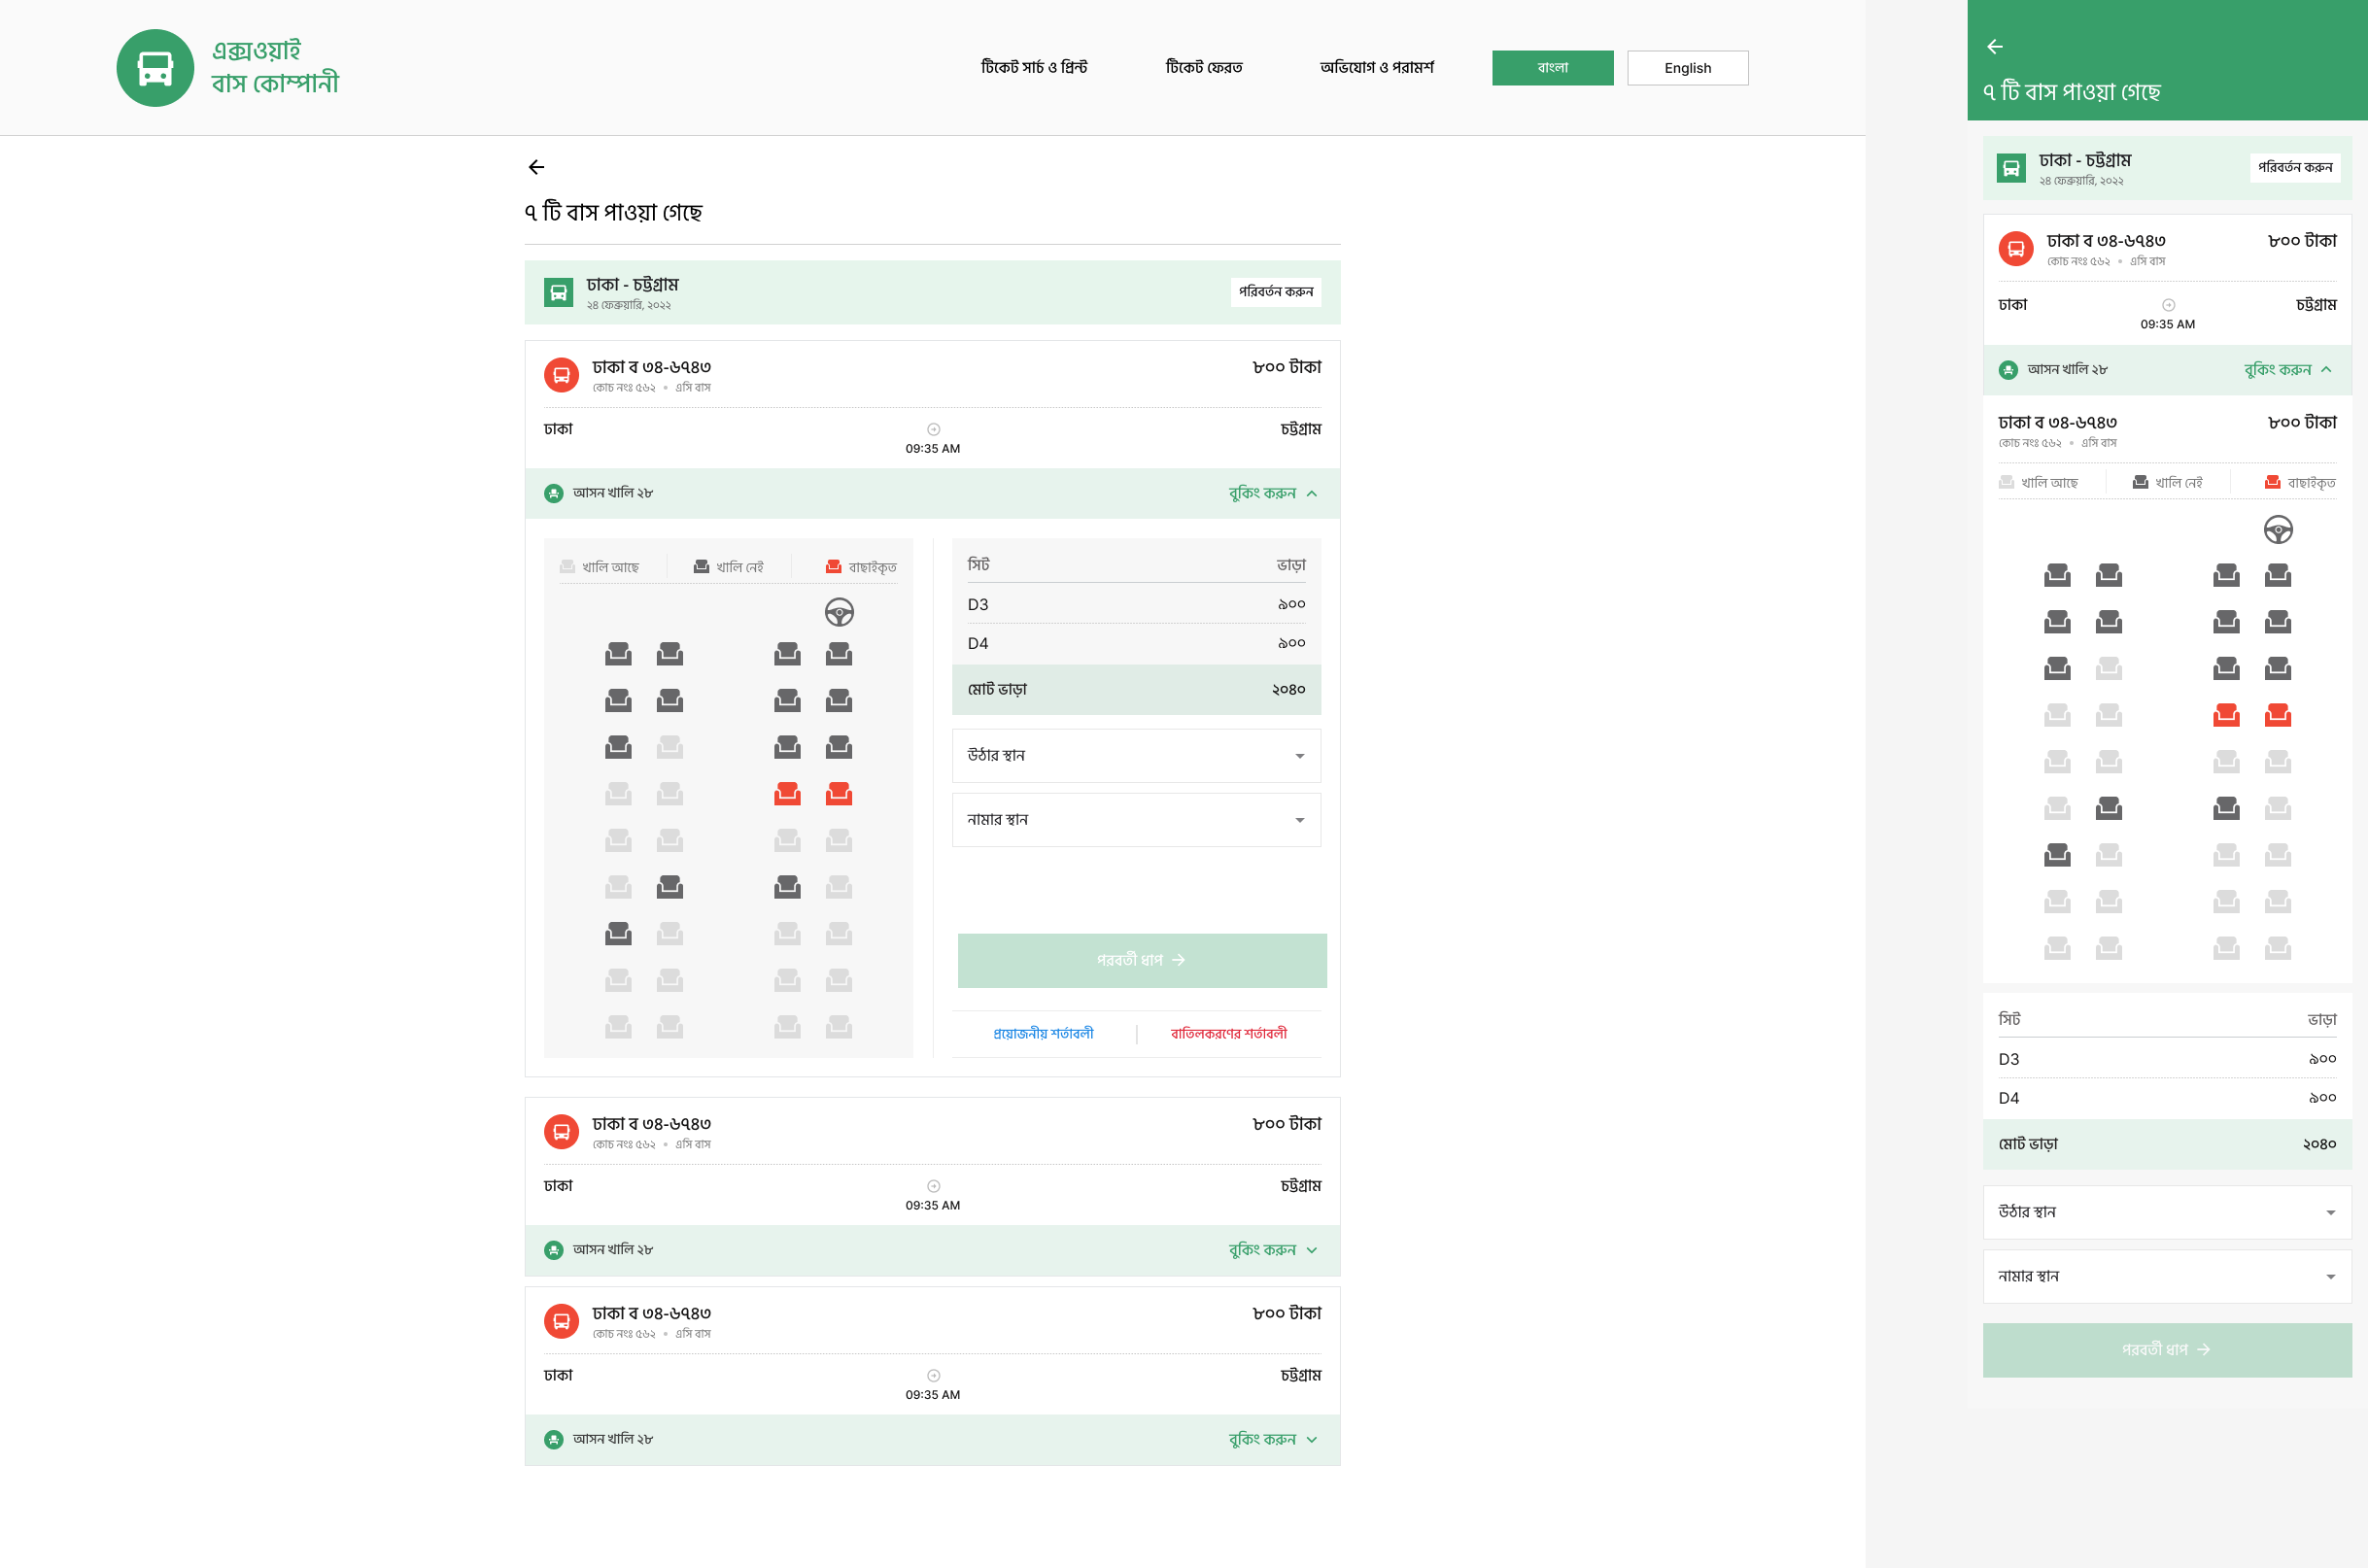 এক্সওয়াই
বাস কোম্পানী
টিকেট সার্চ ও প্রিন্ট
টিকেট ফেরত
অভিযোগ ও পরামর্শ
বাংলা
English
৭ টি বাস পাওয়া গেছে
ঢাকা - চট্টগ্রাম
২৪ ফেব্রুয়ারি, ২০২২
পরিবর্তন করুন
ঢাকা ব ৩৪-৬৭৪৩
৮০০ টাকা
কোচ নংঃ ৫৬২ • এসি বাস
ঢাকা
চট্টগ্রাম
09:35 AM
আসন খালি ২৮
বুকিং করুন
খালি আছে
খালি নেই
বাছাইকৃত
সিট
ভাড়া
D3
৯০০
D4
৯০০
মোট ভাড়া
২০৪০
উঠার স্থান
নামার স্থান
পরবর্তী ধাপ
প্রয়োজনীয় শর্তাবলী
বাতিলকরণের শর্তাবলী
ঢাকা ব ৩৪-৬৭৪৩
৮০০ টাকা
কোচ নংঃ ৫৬২ • এসি বাস
ঢাকা
চট্টগ্রাম
09:35 AM
আসন খালি ২৮
বুকিং করুন
ঢাকা ব ৩৪-৬৭৪৩
৮০০ টাকা
কোচ নংঃ ৫৬২ • এসি বাস
ঢাকা
চট্টগ্রাম
09:35 AM
আসন খালি ২৮
বুকিং করুন
৭ টি বাস পাওয়া গেছে
ঢাকা - চট্টগ্রাম
২৪ ফেব্রুয়ারি, ২০২২
পরিবর্তন করুন
ঢাকা ব ৩৪-৬৭৪৩
৮০০ টাকা
কোচ নংঃ ৫৬২ • এসি বাস
ঢাকা
চট্টগ্রাম
09:35 AM
আসন খালি ২৮
বুকিং করুন
ঢাকা ব ৩৪-৬৭৪৩
৮০০ টাকা
কোচ নংঃ ৫৬২ • এসি বাস
খালি আছে
খালি নেই
বাছাইকৃত
সিট
ভাড়া
D3
৯০০
D4
৯০০
মোট ভাড়া
২০৪০
উঠার স্থান
নামার স্থান
পরবর্তী ধাপ